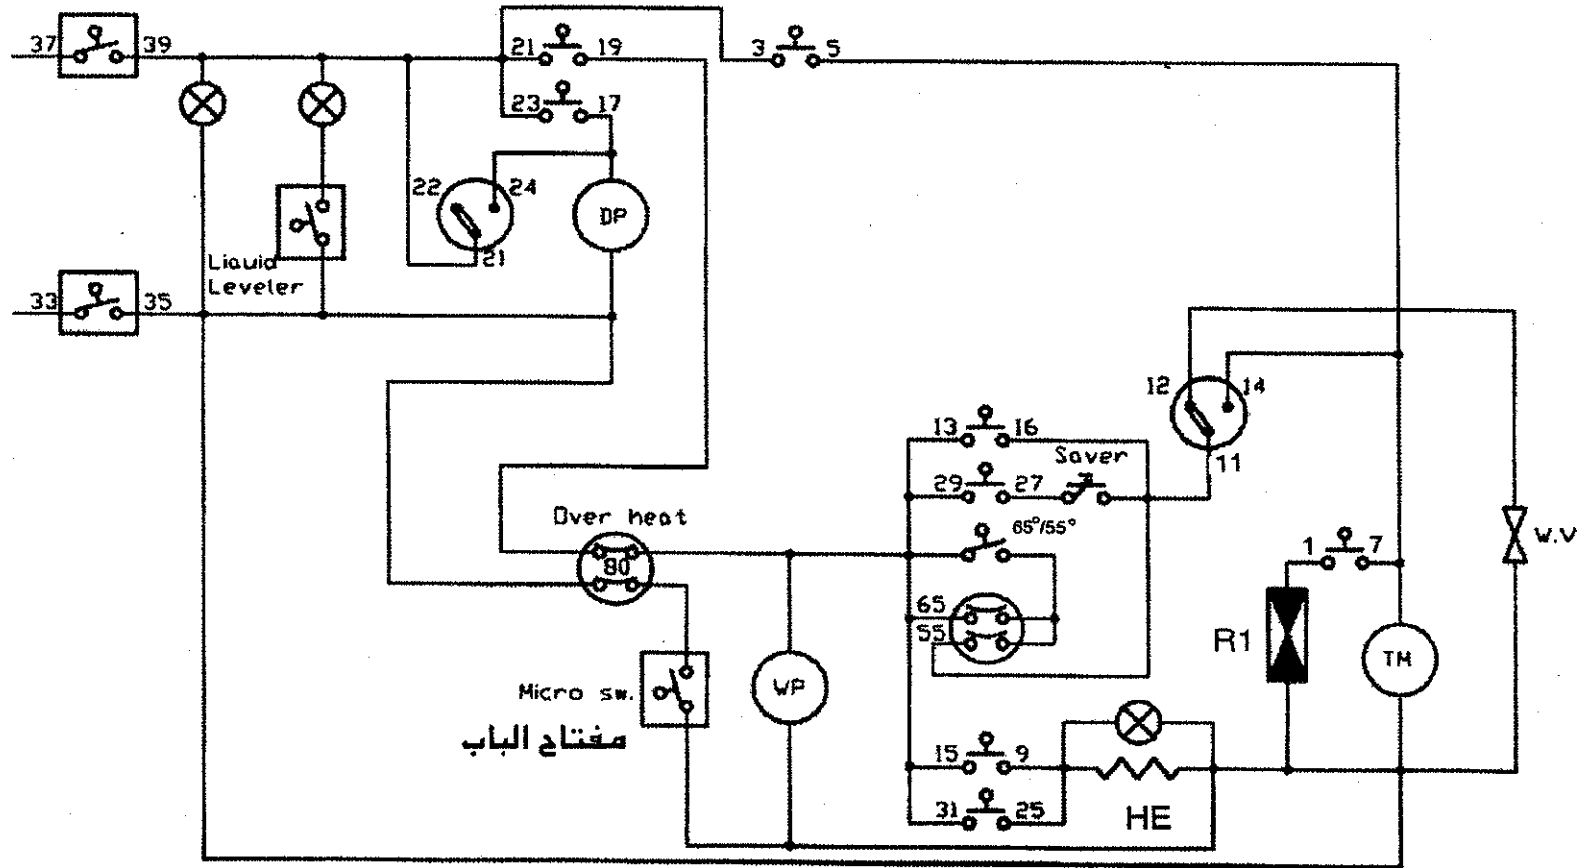 37 39
21 19
3 5
23 17
22 24
DP
21
Liquid
Leveler
33 35
12 14
13 16
11
Saver
29 27
Over heat
65°/55°
80
1 7
W.V
65
55
R1
TM
Micro sw.
WP
مفتاح الباب
15 9
31 25
HE